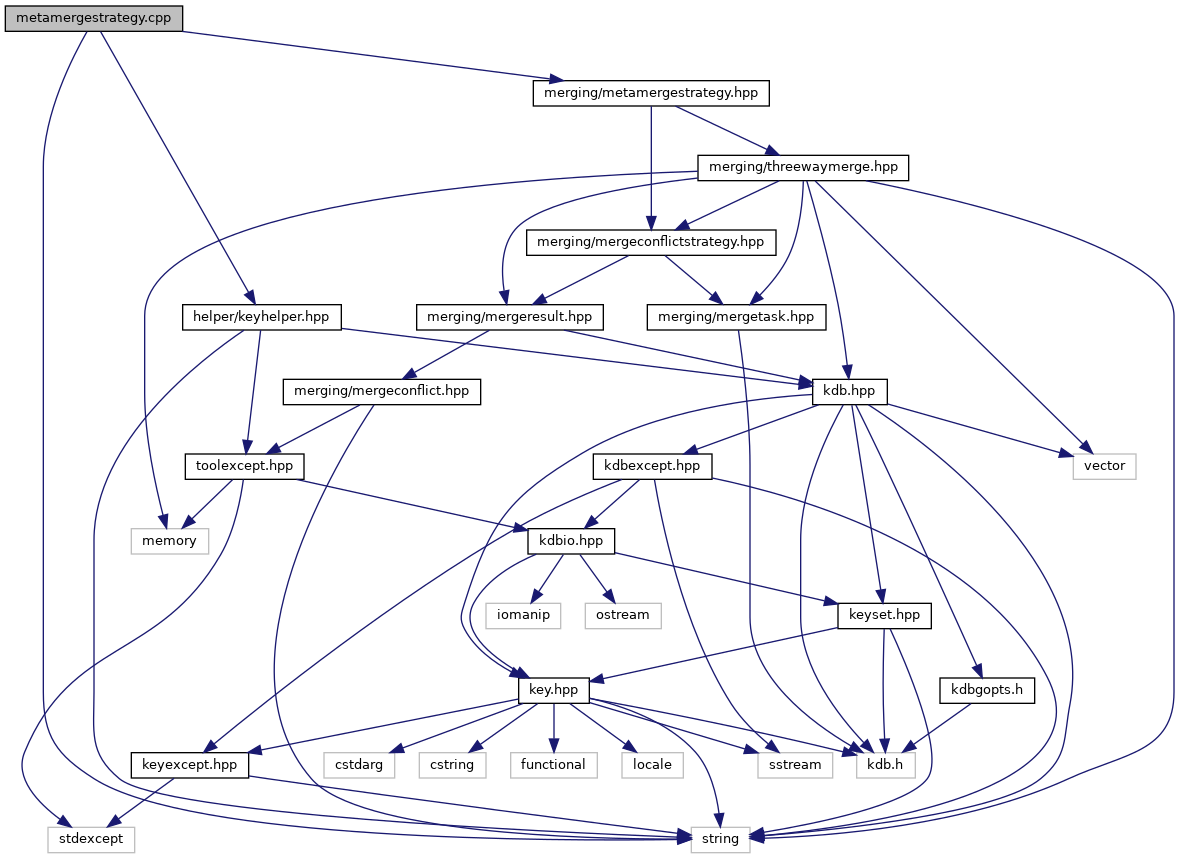 metamergestrategy.cpp
merging/metamergestrategy.hpp
merging/threewaymerge.hpp
merging/mergeconflictstrategy.hpp
helper/keyhelper.hpp
merging/mergeresult.hpp
merging/mergetask.hpp
merging/mergeconflict.hpp
kdb.hpp
toolexcept.hpp
kdbexcept.hpp
vector
memory
kdbio.hpp
iomanip
ostream
keyset.hpp
key.hpp
kdbgopts.h
keyexcept.hpp
cstdarg
cstring
functional
locale
sstream
kdb.h
stdexcept
string